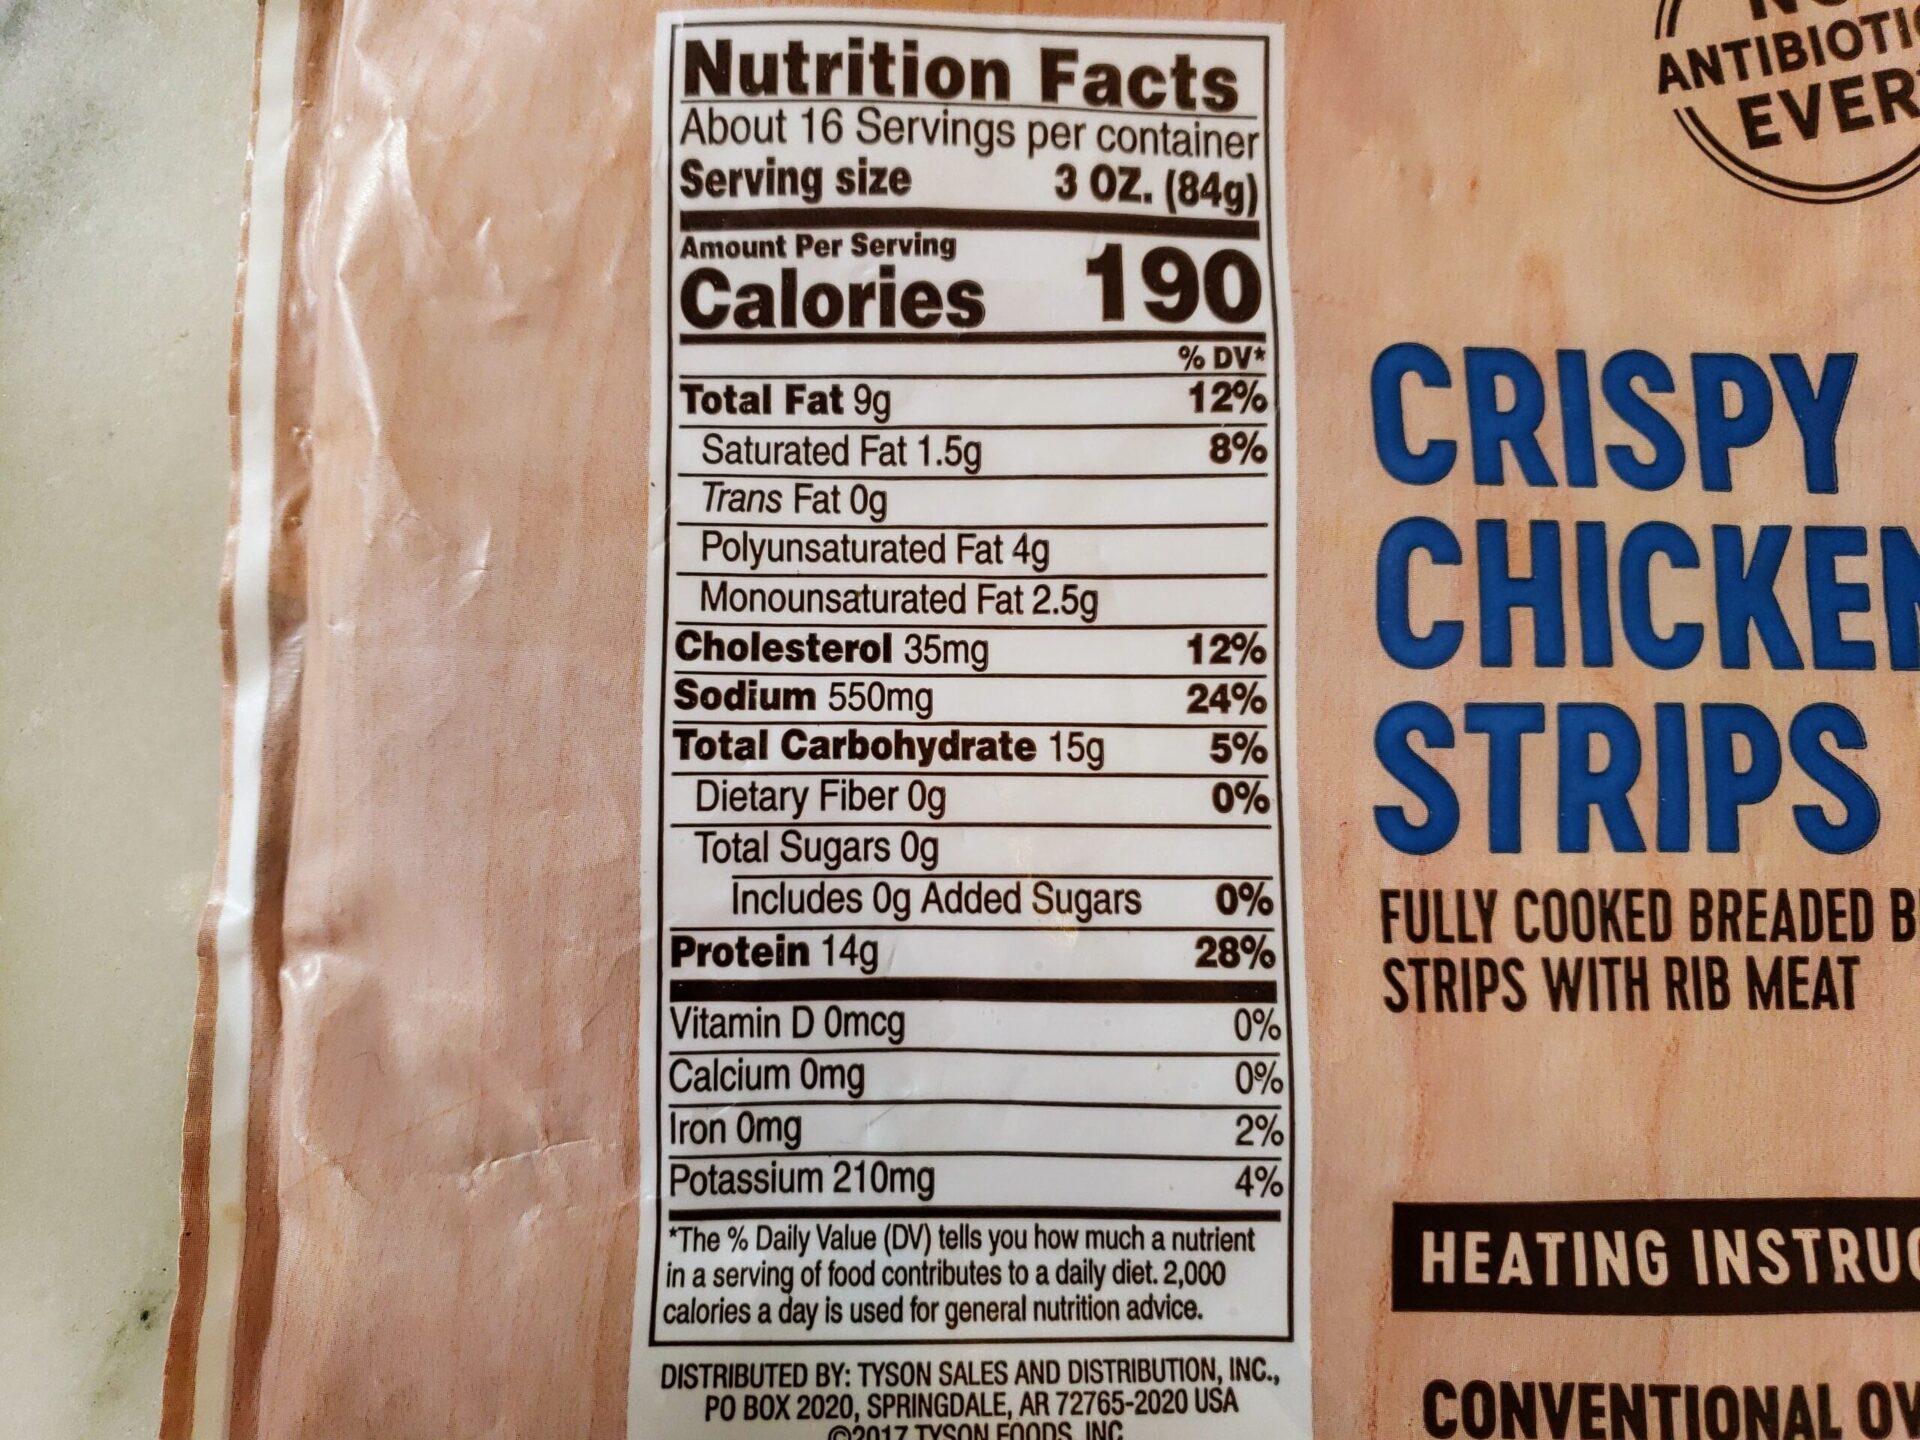 Nutrition Facts
About 16 Servings per container
Serving size 3 OZ. (84g)
Amount Per Serving
Calories 190
% DV*
Total Fat 9g 12%
Saturated Fat 1.5g 8%
Trans Fat 0g
Polyunsaturated Fat 4g
Monounsaturated Fat 2.5g
Cholesterol 35mg 12%
Sodium 550mg 24%
Total Carbohydrate 15g 5%
Dietary Fiber 0g 0%
Total Sugars 0g
Includes 0g Added Sugars 0%
Protein 14g 28%
Vitamin D 0mcg 0%
Calcium 0mg 0%
Iron 0mg 2%
Potassium 210mg 4%
*The % Daily Value (DV) tells you how much a nutrient
in a serving of food contributes to a daily diet. 2,000
calories a day is used for general nutrition advice.
DISTRIBUTED BY: TYSON SALES AND DISTRIBUTION, INC.,
PO BOX 2020, SPRINGDALE, AR 72765-2020 USA
©2017 TYSON FOODS, INC
EVER
CRISPY
CHICKEN
STRIPS
FULLY COOKED BREADED
STRIPS WITH RIB MEAT
HEATING
CONVENTIONAL